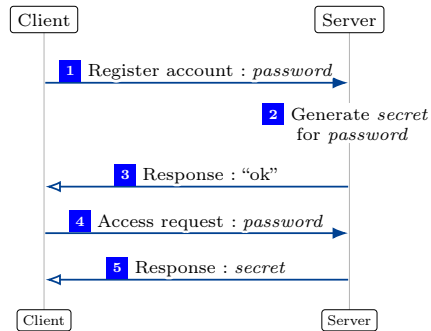 Client
Server
1 Register account : password
2 Generate secret
for password
3 Response : “ok”
4 Access request : password
5 Response : secret
Client
Server